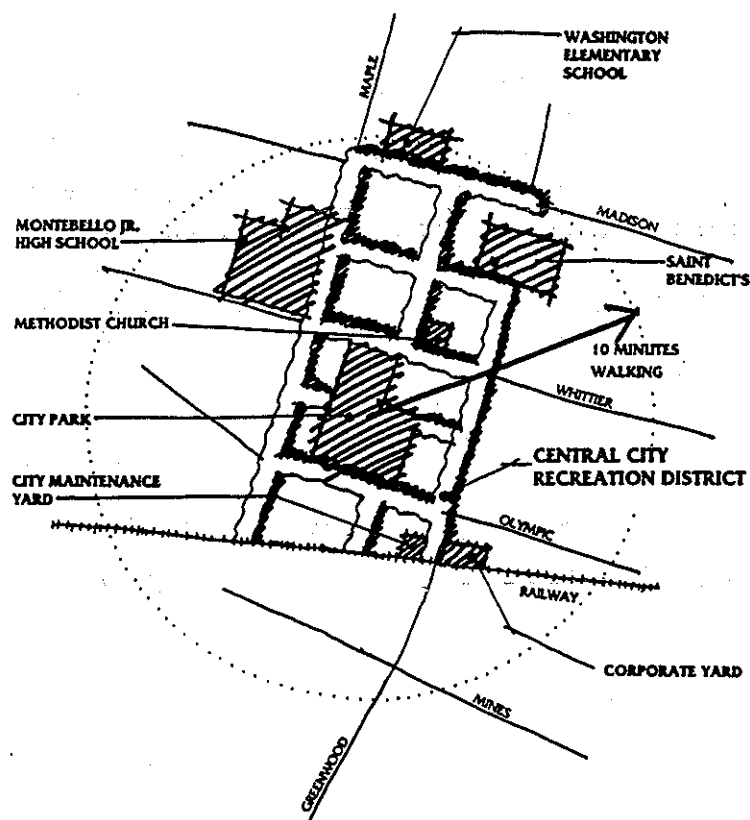 WASHINGTON
ELEMENTARY
SCHOOL
MAPLE
MADISON
MONTEBELLO JR.
HIGH SCHOOL
SAINT
BENEDICT'S
METHODIST CHURCH
10 MINUTES
WALKING
WHITTIER
CITY PARK
CENTRAL CITY
RECREATION DISTRICT
CITY MAINTENANCE
YARD
OLYMPIC
RAILWAY
CORPORATE YARD
MINES
GREENWOOD